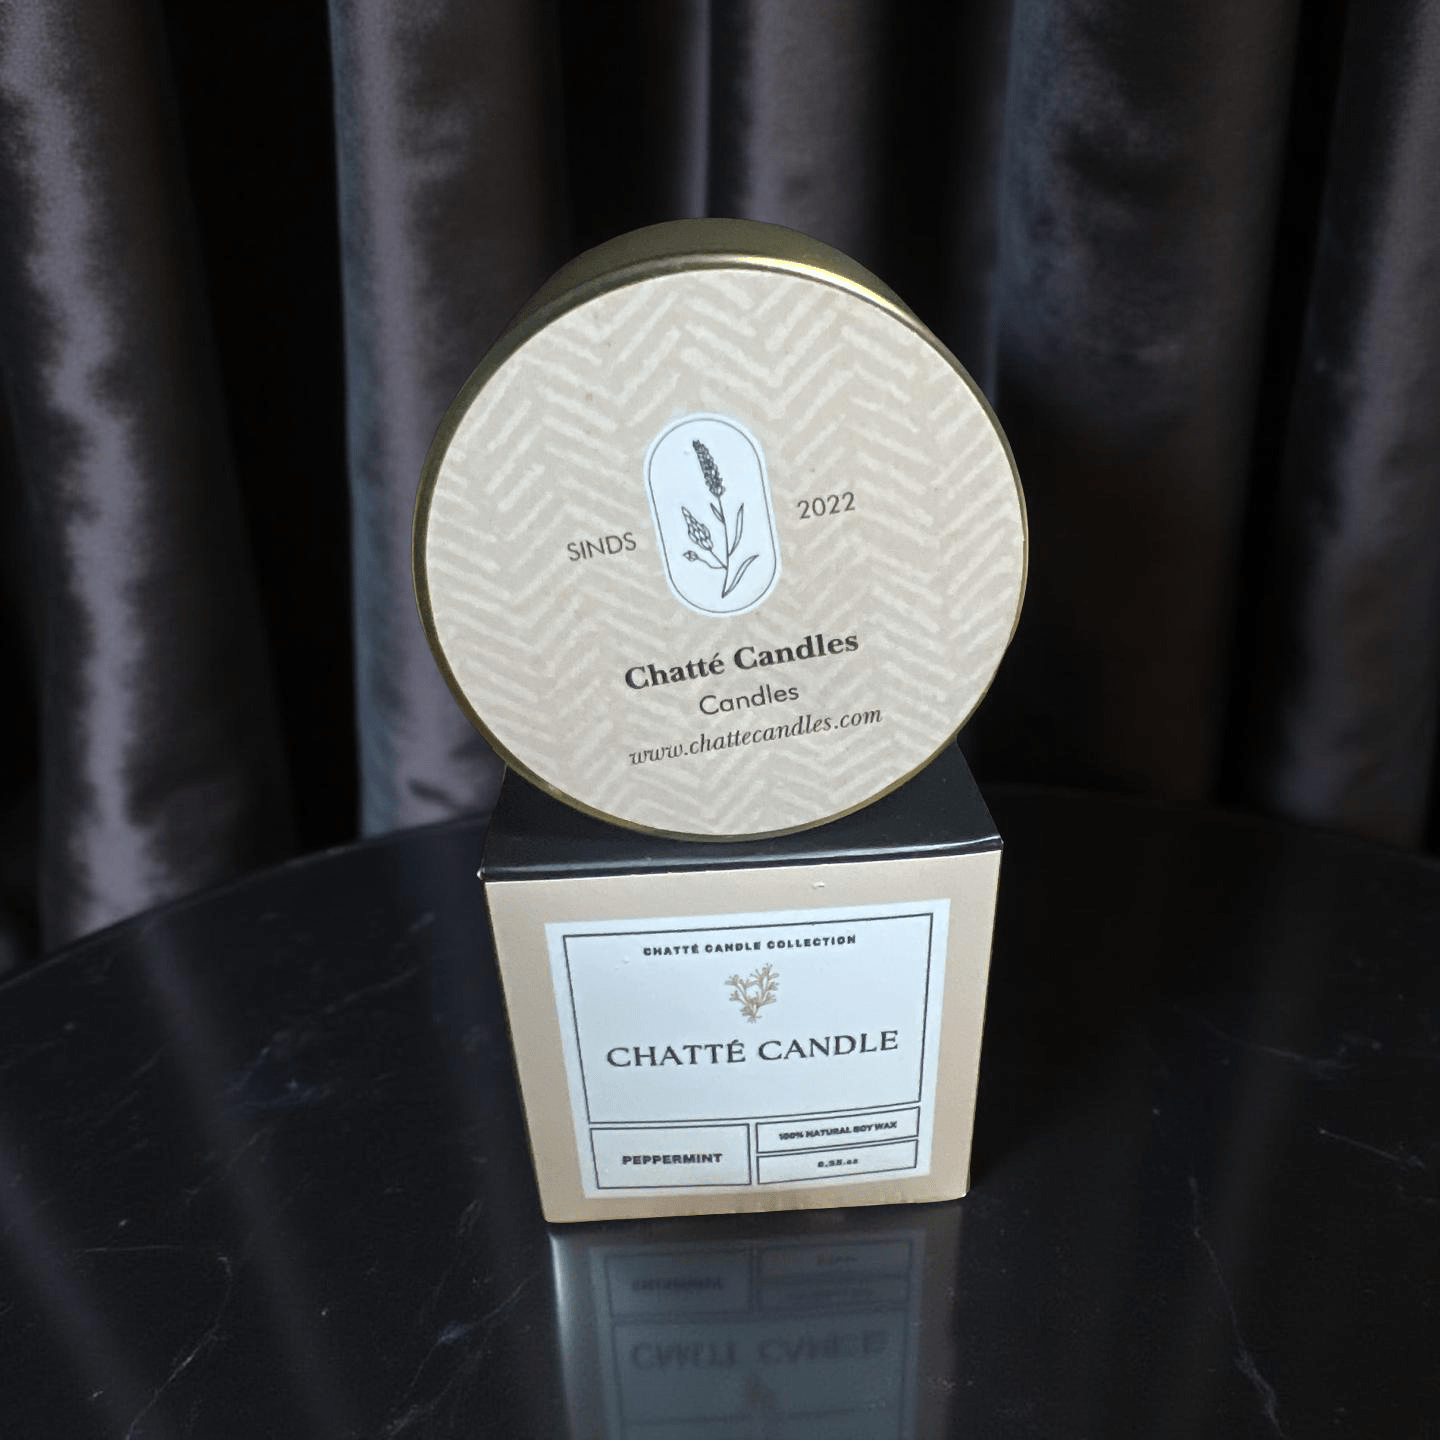 SINDS 2022
Chatté Candles
Candles
www.chattecandles.com
CHATTÉ CANDLE COLLECTION
CHATTÉ CANDLE
PEPPERMINT
100% NATURAL SOY WAX